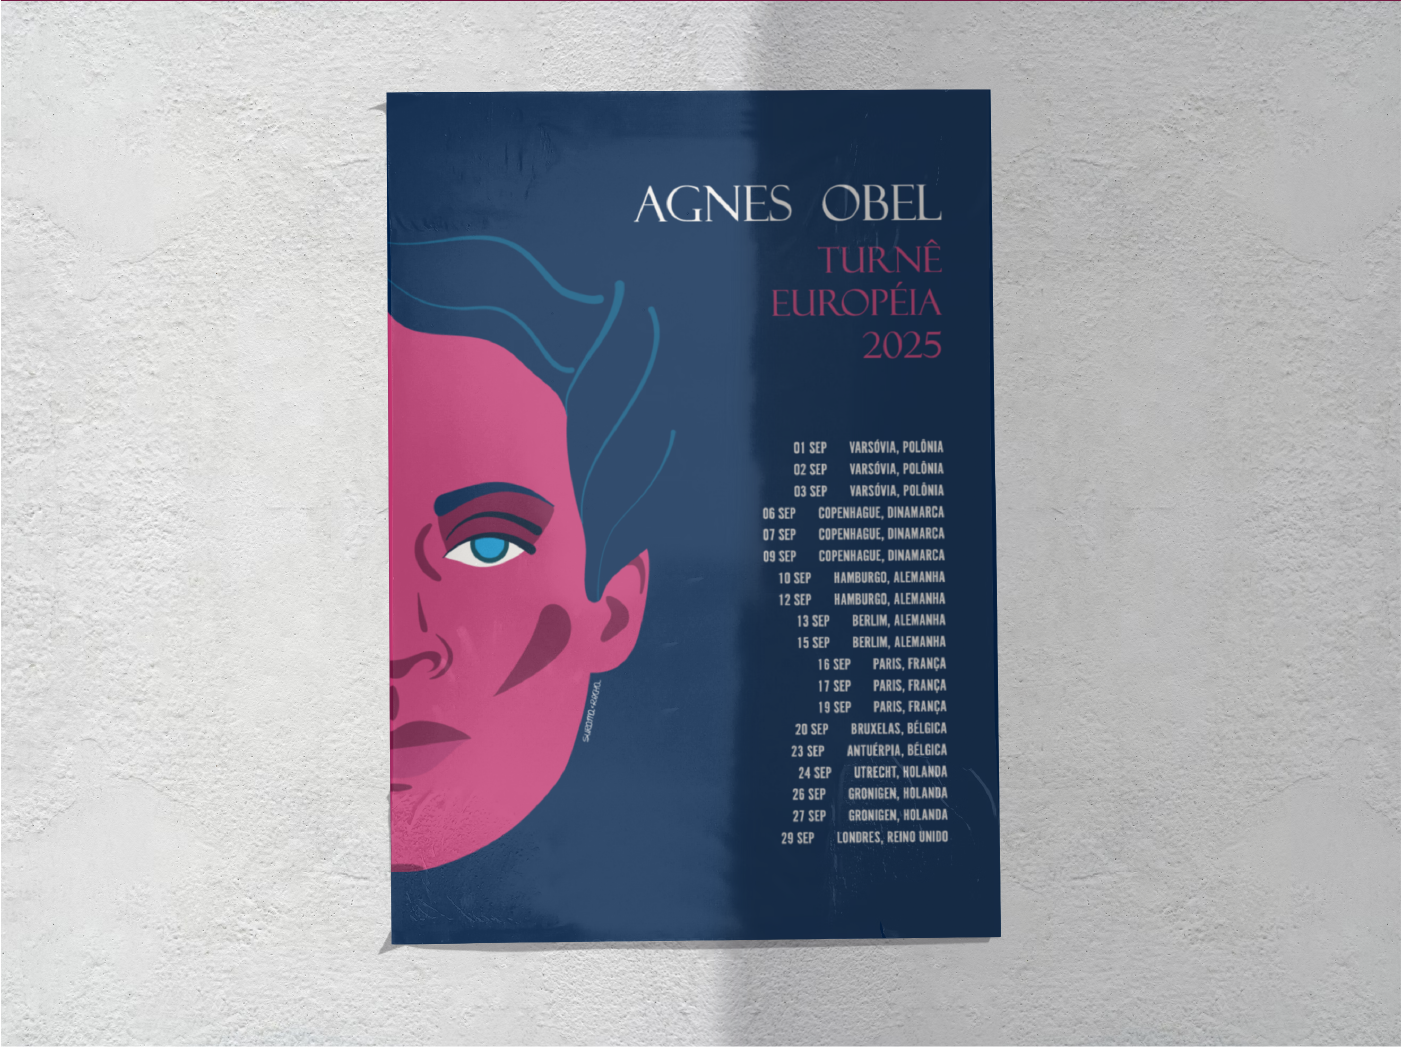 AGNES OBEL
TURNÊ
EUROPÉIA
2025
01 SEP VARSÓVIA, POLÔNIA
02 SEP VARSÓVIA, POLÔNIA
03 SEP VARSÓVIA, POLÔNIA
06 SEP COPENHAGUE, DINAMARCA
07 SEP COPENHAGUE, DINAMARCA
09 SEP COPENHAGUE, DINAMARCA
10 SEP HAMBURGO, ALEMANHA
12 SEP HAMBURGO, ALEMANHA
13 SEP BERLIM, ALEMANHA
15 SEP BERLIM, ALEMANHA
16 SEP PARIS, FRANÇA
17 SEP PARIS, FRANÇA
19 SEP PARIS, FRANÇA
20 SEP BRUXELAS, BÉLGICA
23 SEP ANTUÉRPIA, BÉLGICA
24 SEP UTRECHT, HOLANDA
26 SEP GRONIGEN, HOLANDA
27 SEP GRONIGEN, HOLANDA
29 SEP LONDRES, REINO UNIDO